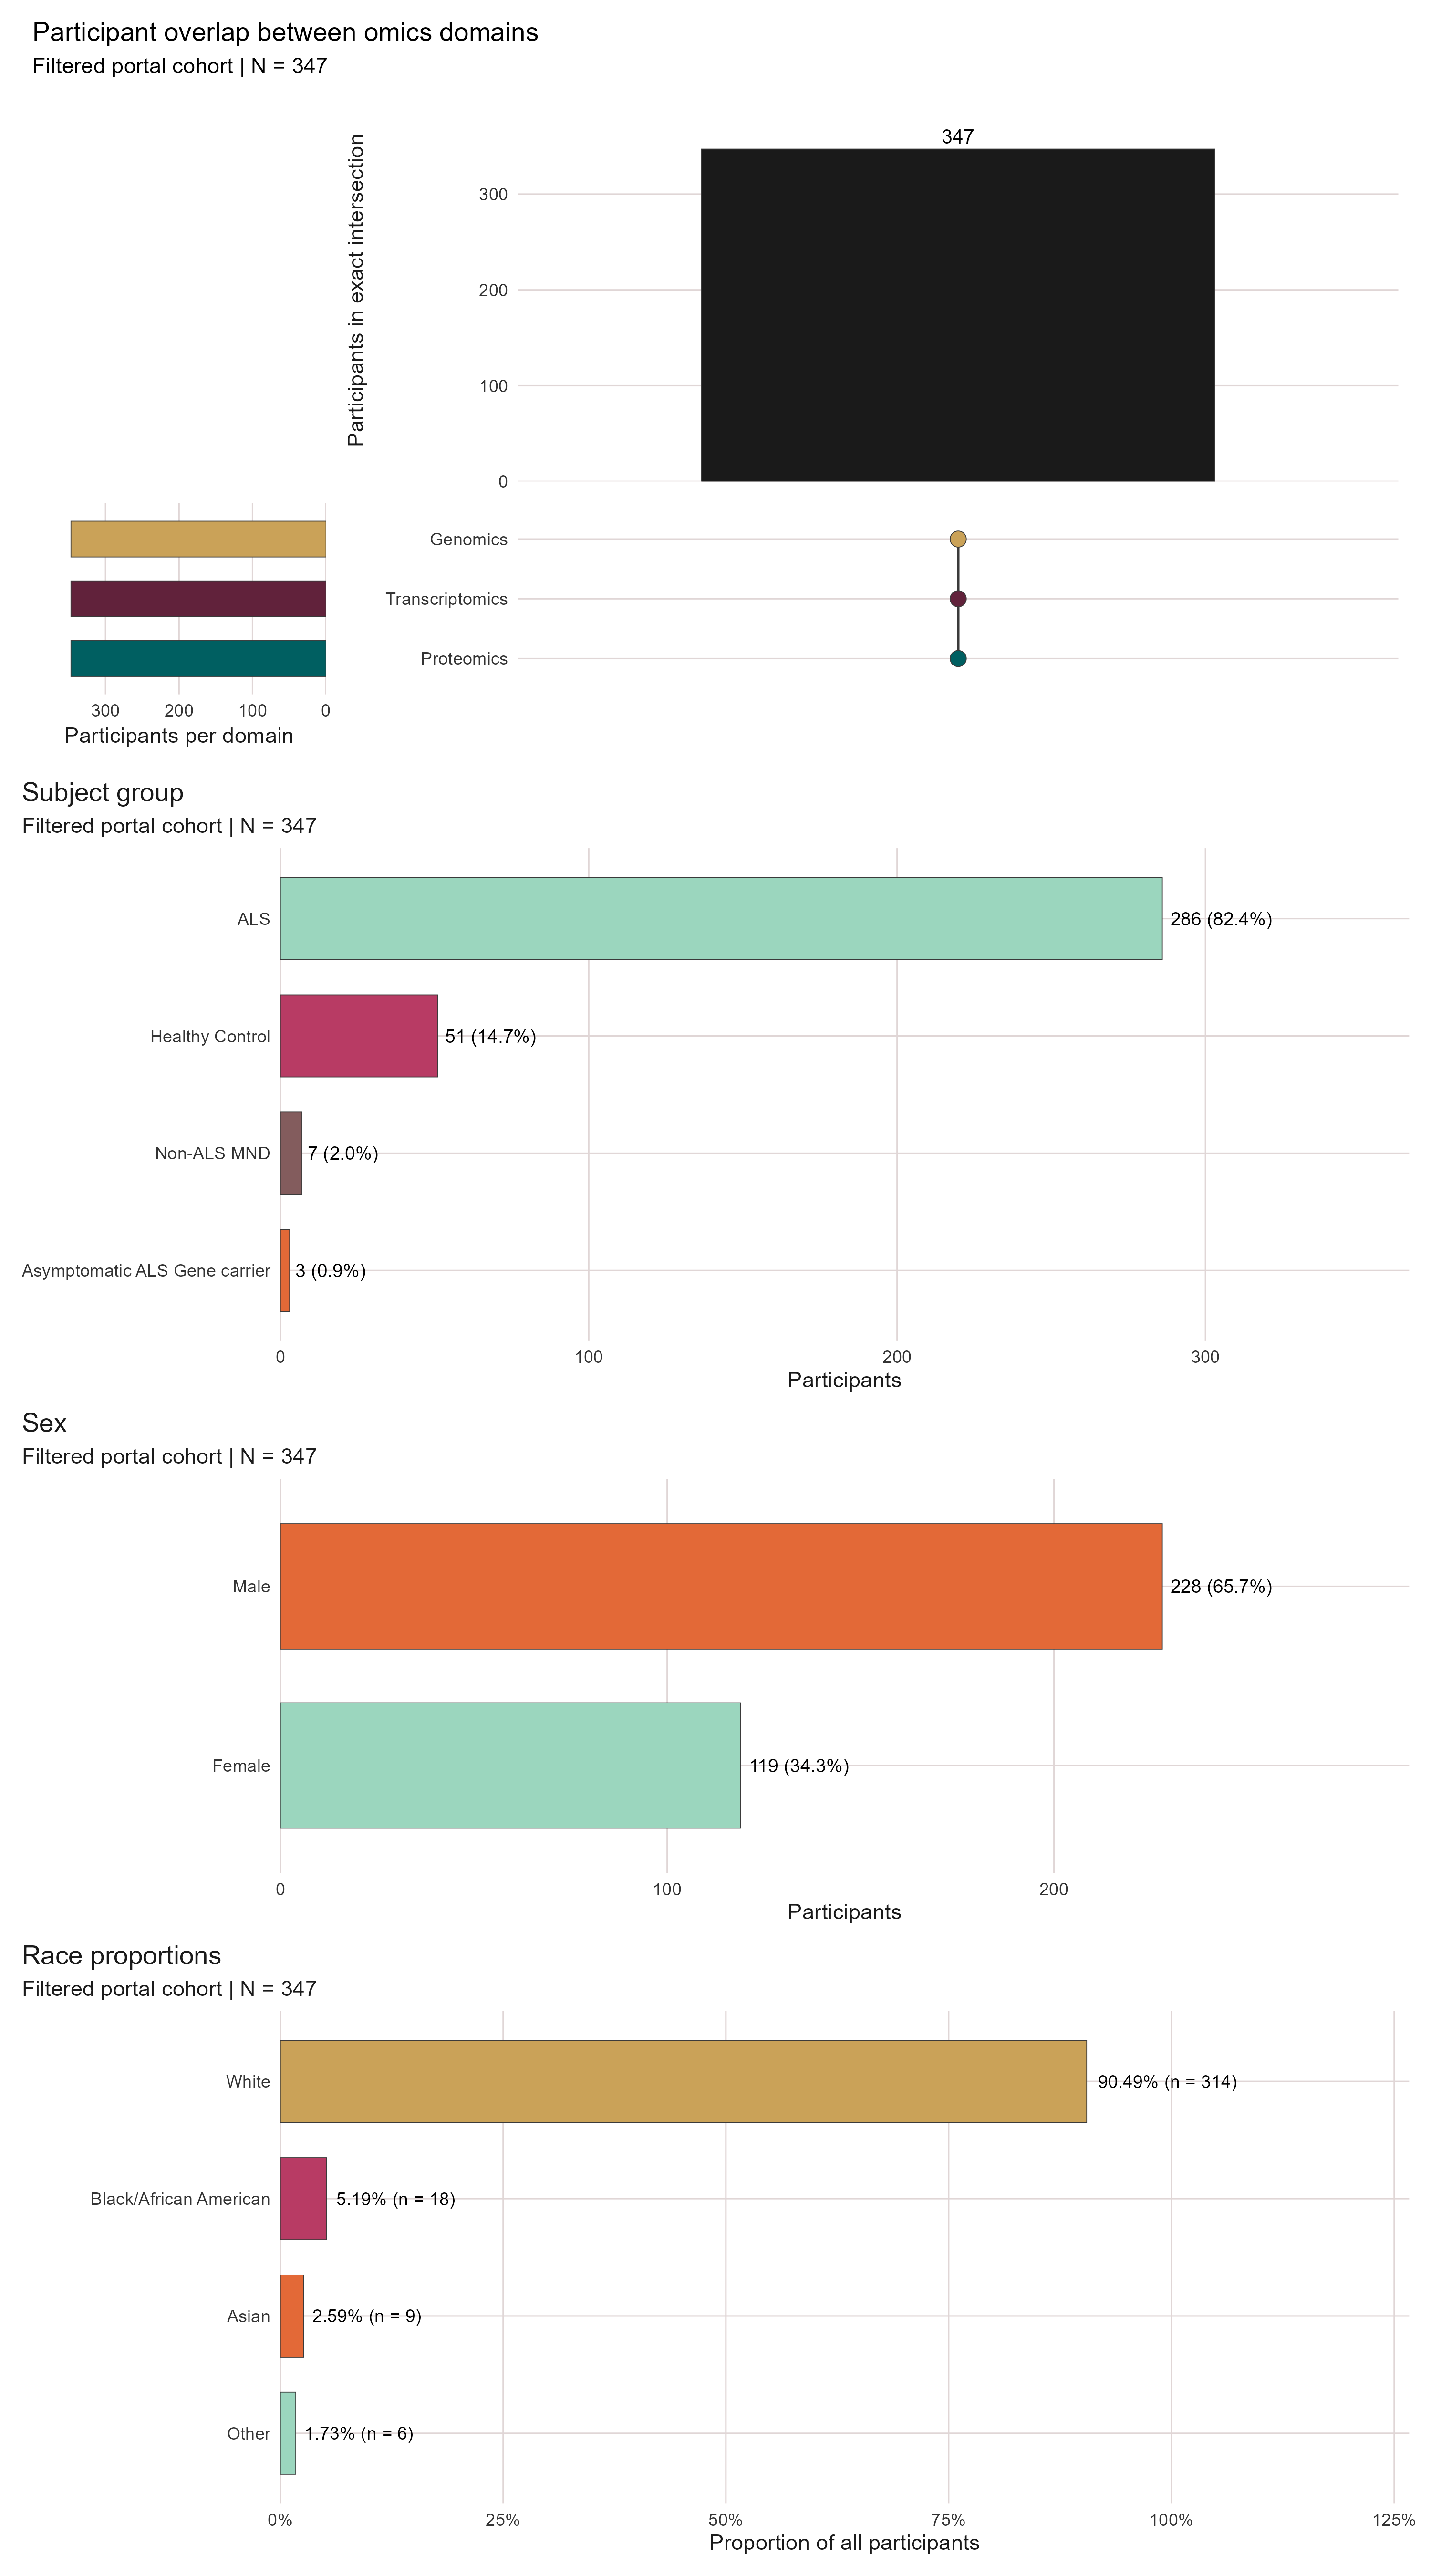 Participant overlap between omics domains
Filtered portal cohort | N = 347
347
Participants in exact intersection
300
200
100
0
Genomics
Transcriptomics
Proteomics
300 200 100 0
Participants per domain
Subject group
Filtered portal cohort | N = 347
ALS 286 (82.4%)
Healthy Control 51 (14.7%)
Non-ALS MND 7 (2.0%)
Asymptomatic ALS Gene carrier 3 (0.9%)
0 100 200 300
Participants
Sex
Filtered portal cohort | N = 347
Male 228 (65.7%)
Female 119 (34.3%)
0 100 200
Participants
Race proportions
Filtered portal cohort | N = 347
White 90.49% (n = 314)
Black/African American 5.19% (n = 18)
Asian 2.59% (n = 9)
Other 1.73% (n = 6)
0% 25% 50% 75% 100% 125%
Proportion of all participants